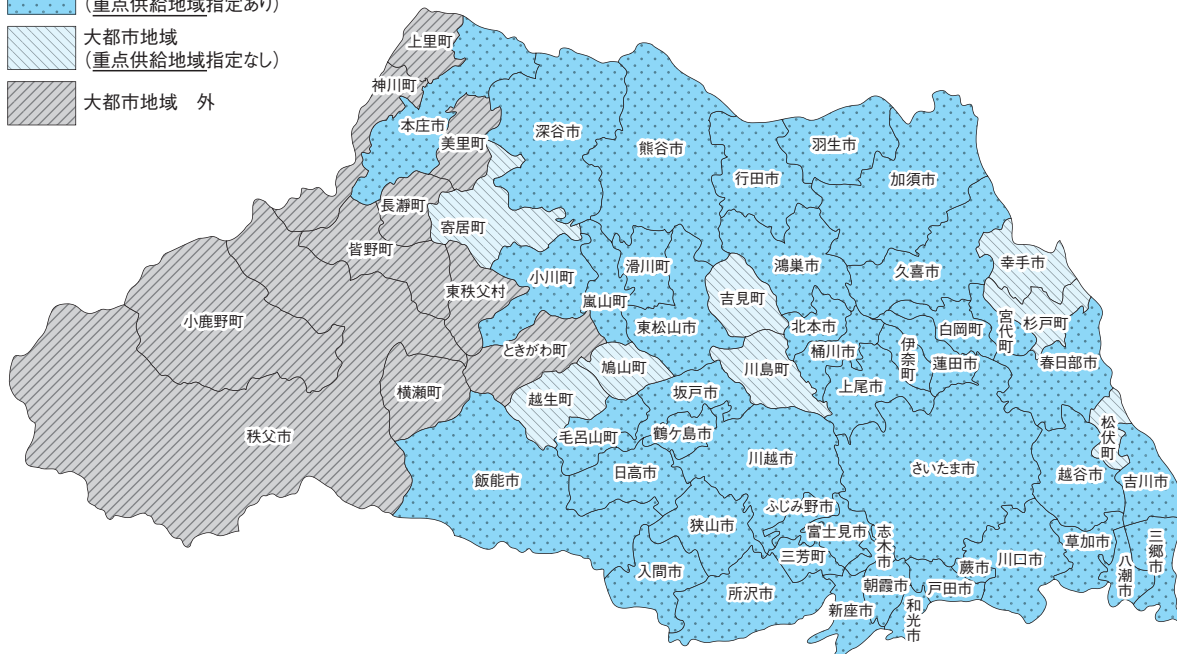 (重点供給地域指定あり)
大都市地域
(重点供給地域指定なし)
大都市地域 外
上里町
神川町
本庄市
美里町
深谷市
熊谷市
行田市
羽生市
加須市
長瀞町
寄居町
皆野町
東秩父村
小川町
嵐山町
滑川町
東松山市
吉見町
鴻巣市
久喜市
幸手市
杉戸町
宮代町
白岡町
北本市
桶川市
伊奈町
蓮田市
春日部市
小鹿野町
ときがわ町
鳩山町
川島町
上尾市
横瀬町
越生町
坂戸市
松伏町
秩父市
毛呂山町
鶴ケ島市
川越市
さいたま市
越谷市
吉川市
飯能市
日高市
ふじみ野市
狭山市
富士見市
志木市
三芳町
入間市
所沢市
朝霞市
新座市
和光市
戸田市
蕨市
川口市
草加市
八潮市
三郷市